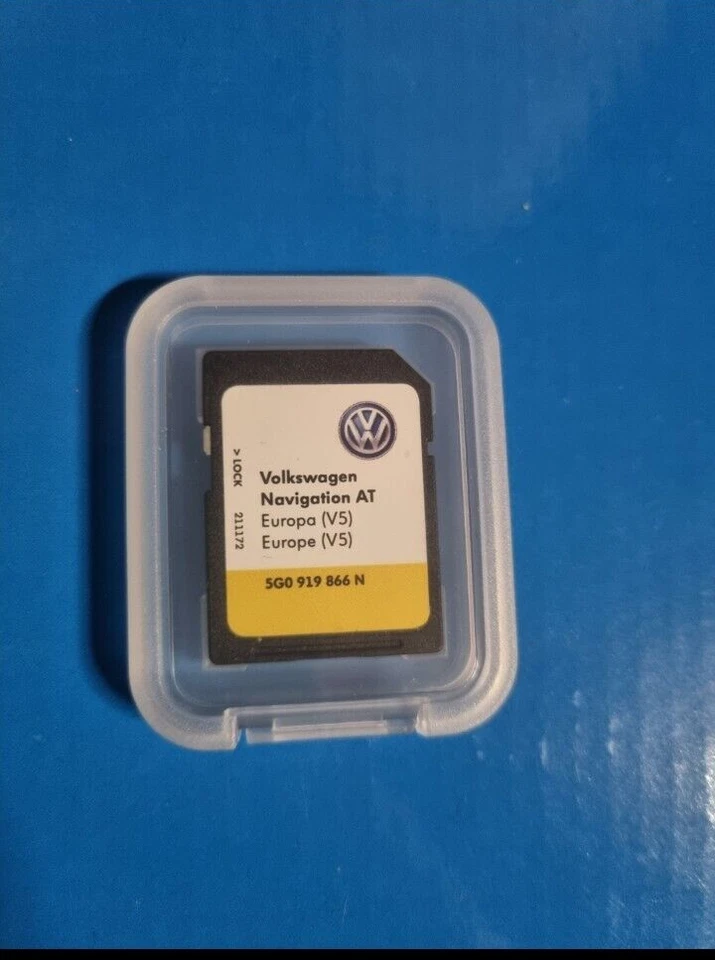 > LOCK
211172
Volkswagen
Navigation AT
Europa (V5)
Europe (V5)
5G0 919 866 N